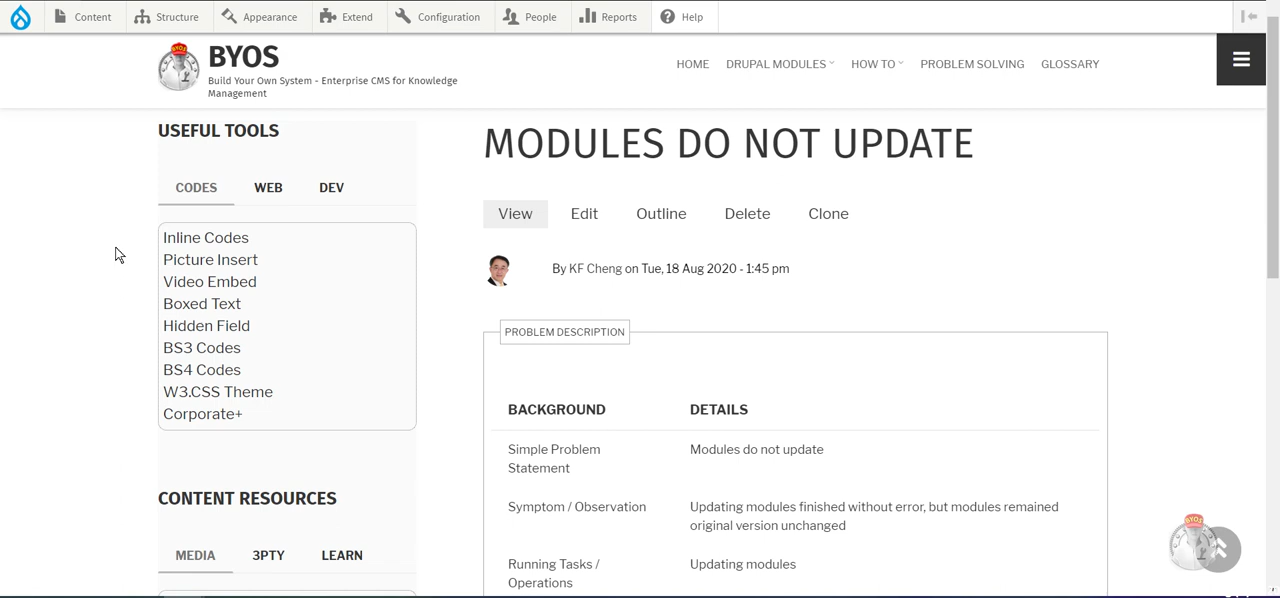 Content
Structure
Appearance
Extend
Configuration
People
Reports
Help
BYOS
BYOS
Build Your Own System - Enterprise CMS for Knowledge
Management
HOME
DRUPAL MODULES
HOW TO
PROBLEM SOLVING
GLOSSARY
USEFUL TOOLS
CODES
WEB
DEV
Inline Codes
Picture Insert
Video Embed
Boxed Text
Hidden Field
BS3 Codes
BS4 Codes
W3.CSS Theme
Corporate+
CONTENT RESOURCES
MEDIA
3PTY
LEARN
MODULES DO NOT UPDATE
View
Edit
Outline
Delete
Clone
By KF Cheng on Tue, 18 Aug 2020 - 1:45 pm
PROBLEM DESCRIPTION
BACKGROUND
DETAILS
Simple Problem
Statement
Modules do not update
Symptom / Observation
Updating modules finished without error, but modules remained
original version unchanged
Running Tasks /
Operations
Updating modules
BYOS